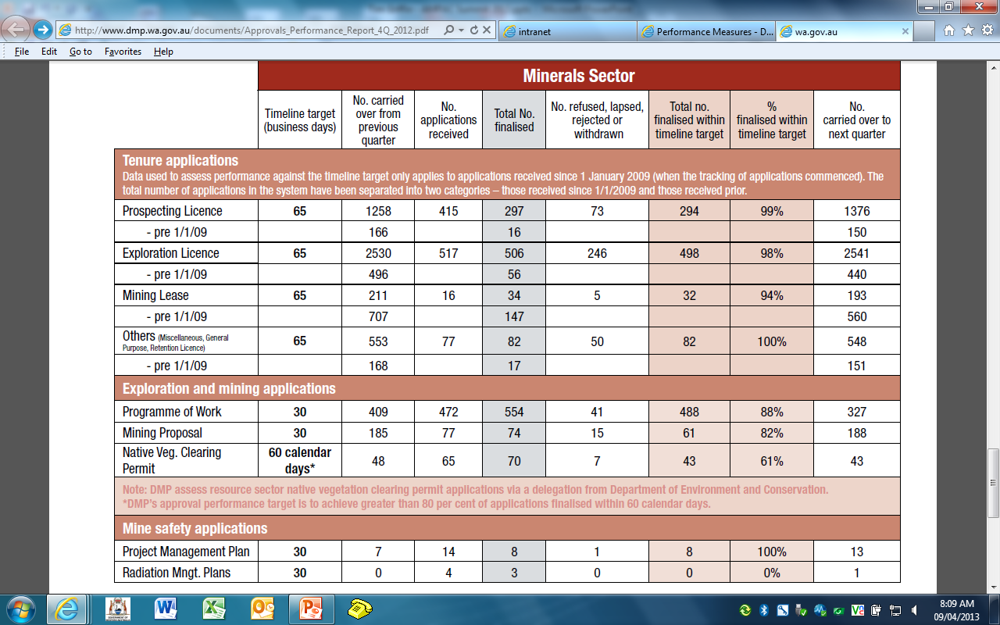 http://www.dmp.wa.gov.au/documents/Approvals_Performance_Report_4Q_2012.pdf
intranet
Performance Measures - D...
wa.gov.au
File Edit Go to Favorites Help
Minerals Sector
Timeline target (business days) No. carried over from previous quarter No. applications received Total No. finalised No. refused, lapsed, rejected or withdrawn Total no. finalised within timeline target % finalised within timeline target No. carried over to next quarter
Tenure applications
Data used to assess performance against the timeline target only applies to applications received since 1 January 2009 (when the tracking of applications commenced). The
total number of applications in the system have been separated into two categories – those received since 1/1/2009 and those received prior.
Prospecting Licence 65 1258 415 297 73 294 99% 1376
- pre 1/1/09 166 16 150
Exploration Licence 65 2530 517 506 246 498 98% 2541
- pre 1/1/09 496 56 440
Mining Lease 65 211 16 34 5 32 94% 193
- pre 1/1/09 707 147 560
Others (Miscellaneous, General Purpose, Retention Licence) 65 553 77 82 50 82 100% 548
- pre 1/1/09 168 17 151
Exploration and mining applications
Programme of Work 30 409 472 554 41 488 88% 327
Mining Proposal 30 185 77 74 15 61 82% 188
Native Veg. Clearing Permit 60 calendar days* 48 65 70 7 43 61% 43
Note: DMP assess resource sector native vegetation clearing permit applications via a delegation from Department of Environment and Conservation.
*DMP's approval performance target is to achieve greater than 80 per cent of applications finalised within 60 calendar days.
Mine safety applications
Project Management Plan 30 7 14 8 1 8 100% 13
Radiation Mngt. Plans 30 0 4 3 0 0 0% 1
8:09 AM
09/04/2013